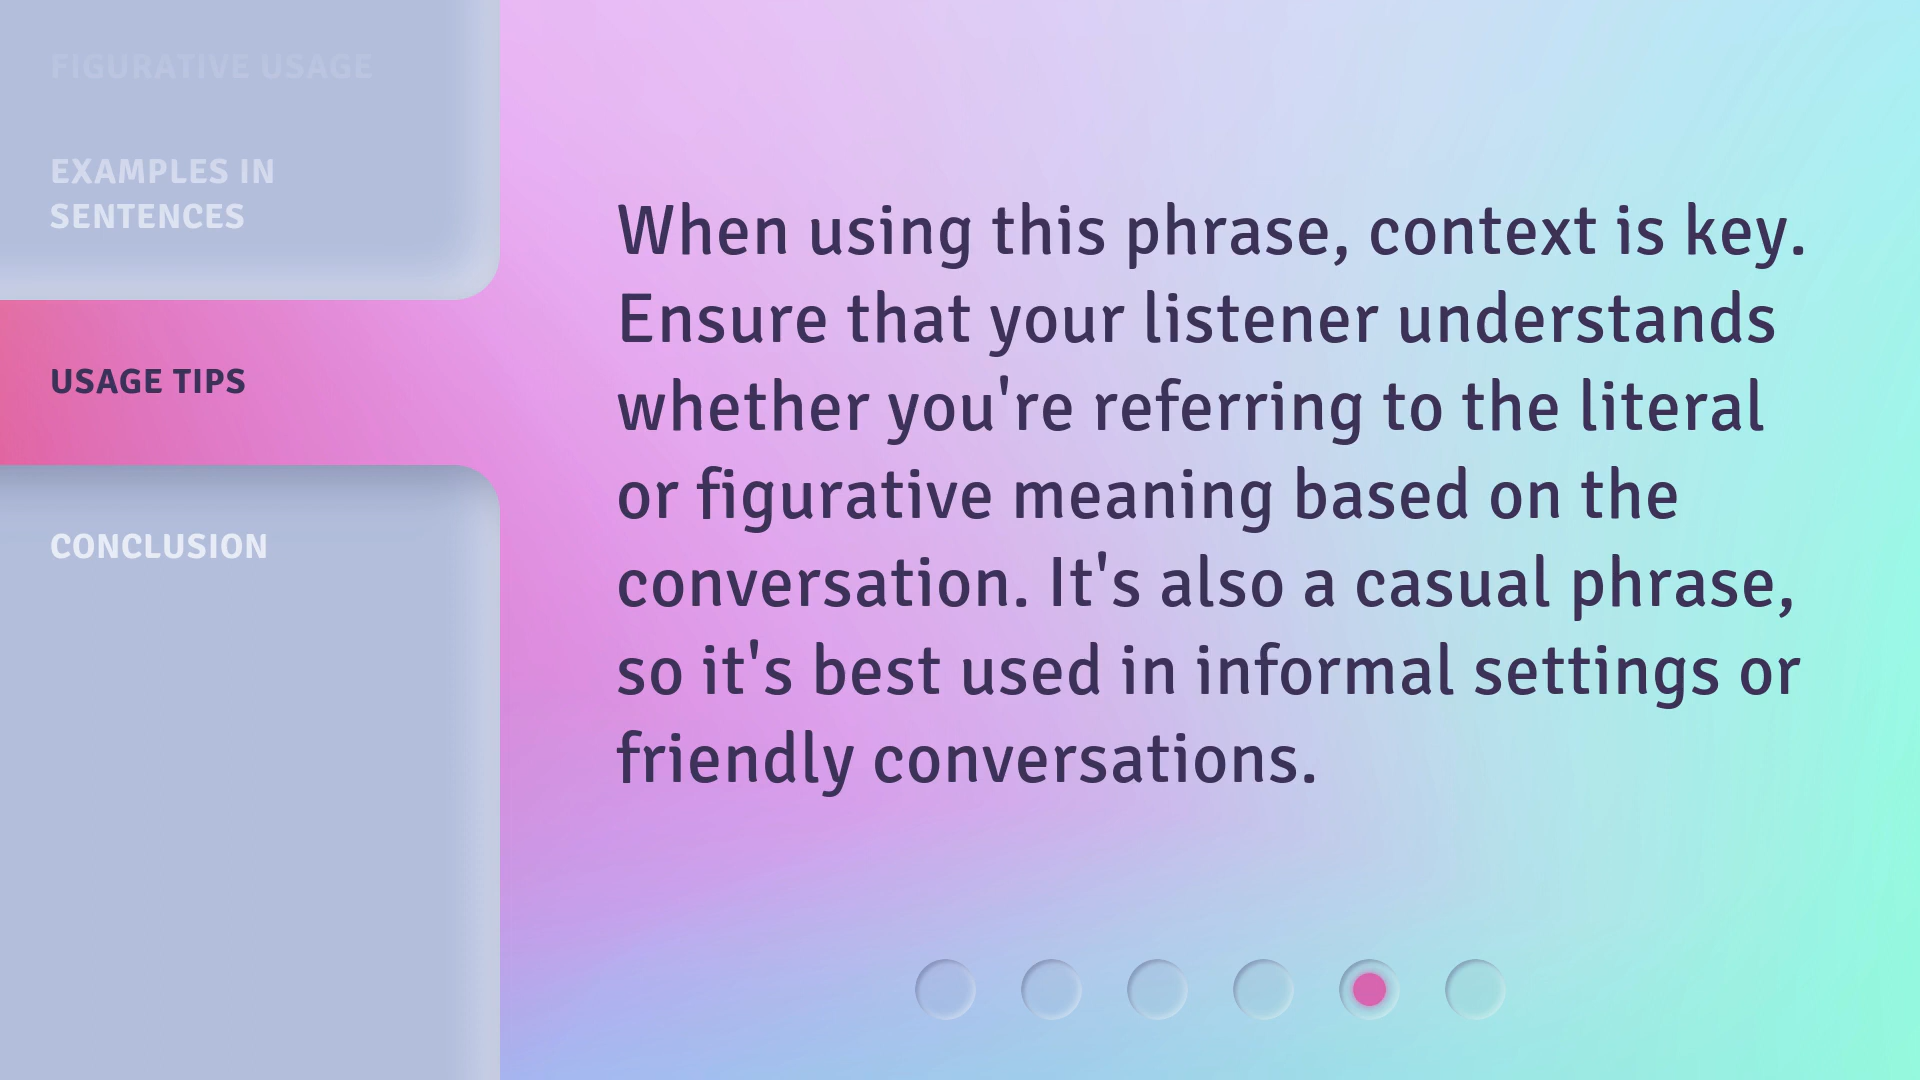 FIGURATIVE USAGE
EXAMPLES IN
SENTENCES
USAGE TIPS
CONCLUSION
When using this phrase, context is key.
Ensure that your listener understands
whether you're referring to the literal
or figurative meaning based on the
conversation. It's also a casual phrase,
so it's best used in informal settings or
friendly conversations.